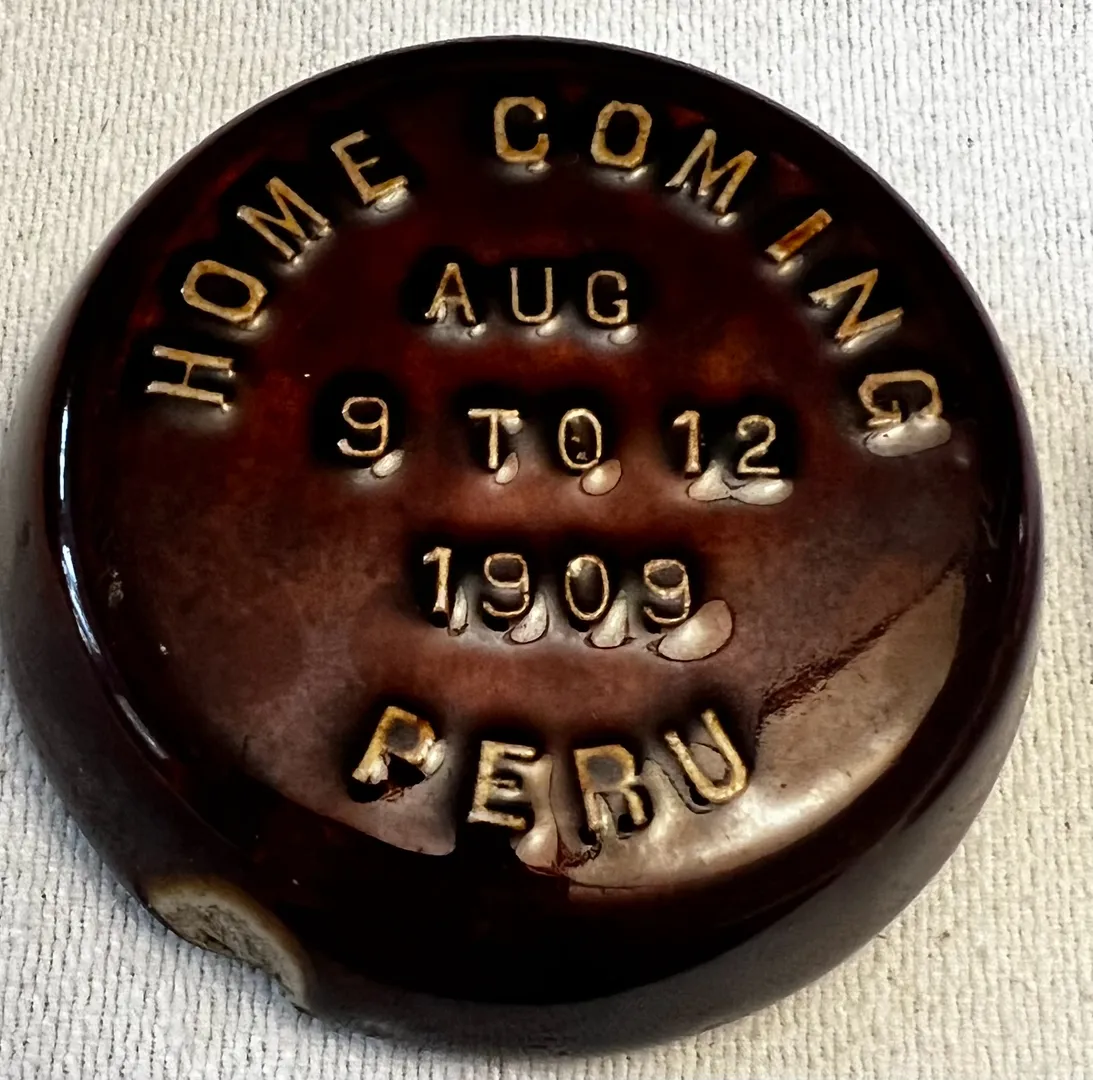 HOME COMING
AUG
9 TO 12
1909
PERU